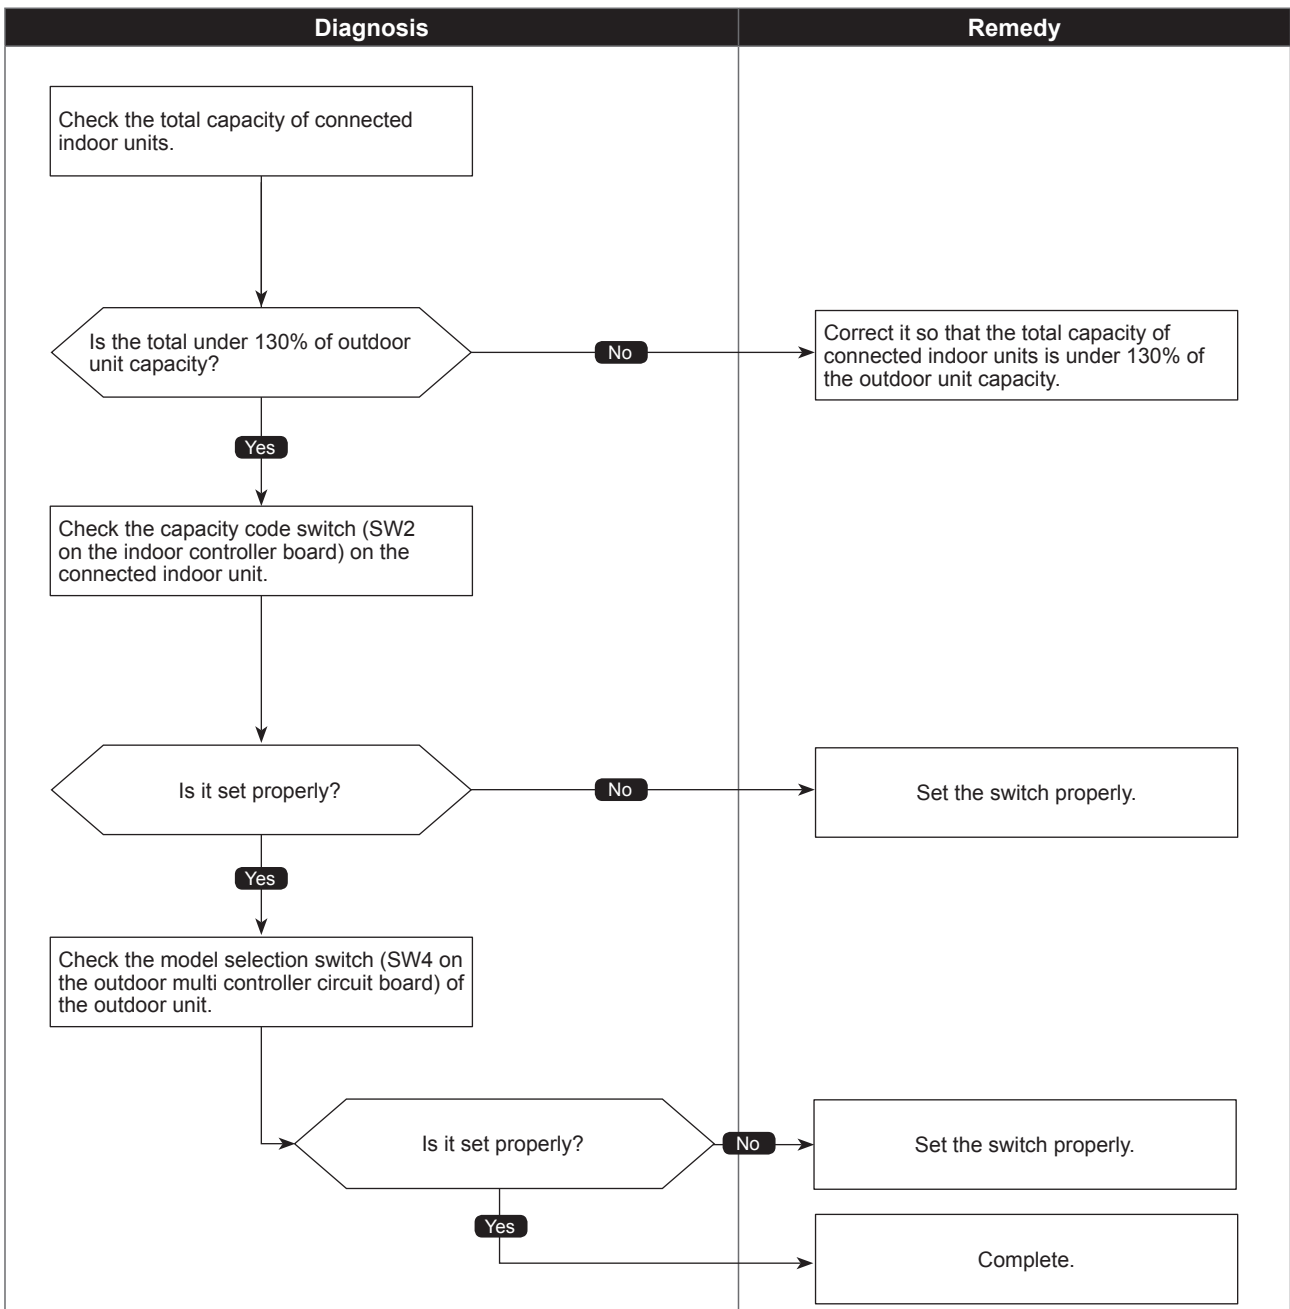 Diagnosis
Remedy
Check the total capacity of connected
indoor units.
Is the total under 130% of outdoor
unit capacity?
No
Correct it so that the total capacity of
connected indoor units is under 130% of
the outdoor unit capacity.
Yes
Check the capacity code switch (SW2
on the indoor controller board) on the
connected indoor unit.
Is it set properly?
No
Set the switch properly.
Yes
Check the model selection switch (SW4 on
the outdoor multi controller circuit board) of
the outdoor unit.
Is it set properly?
No
Set the switch properly.
Yes
Complete.